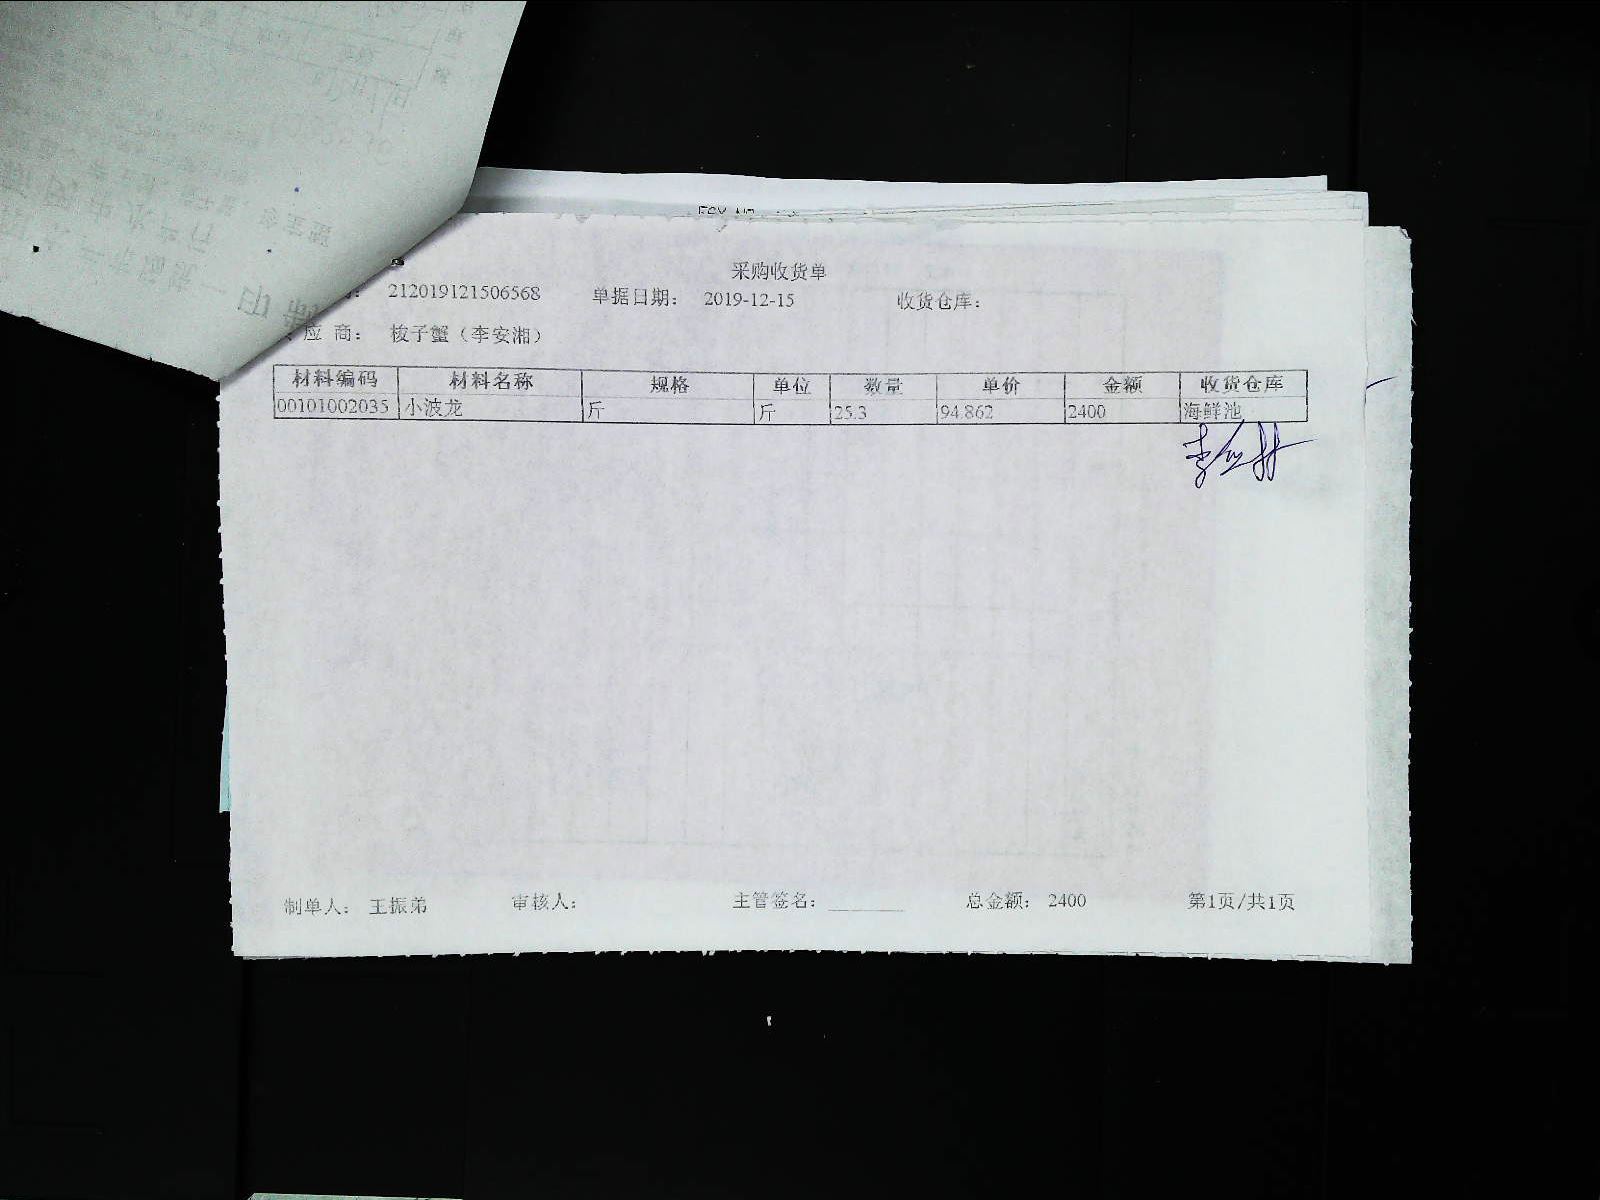 采购收货单
212019121506568 单据日期： 2019-12-15 收货仓库：
应 商： 梭子蟹（李安湘）
材料编码 材料名称 规格 单位 数量 单价 金额 收货仓库
00101002035 小波龙 斤 斤 25.3 94.862 2400 海鲜池
制单人： 王振弟 审核人： 主管签名： 总金额： 2400 第1页/共1页